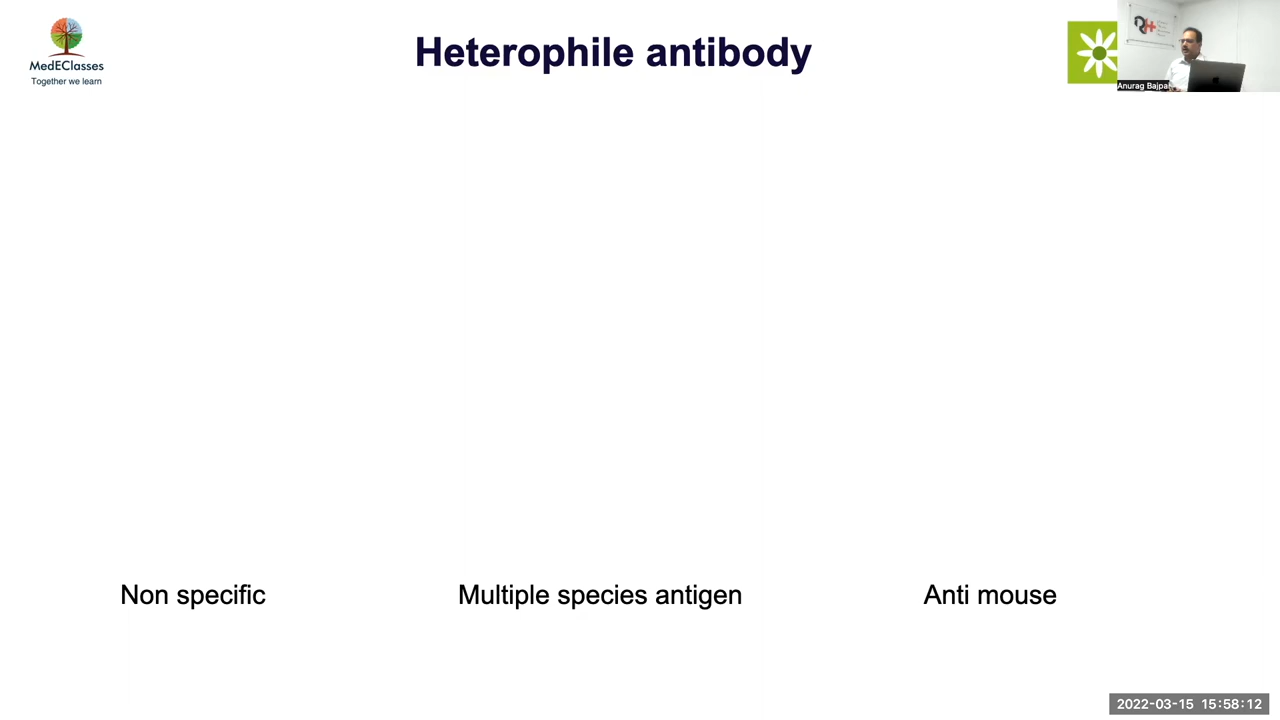 MedEClasses
Together we learn
Heterophile antibody
Anurag Bajpai
Non specific
Multiple species antigen
Anti mouse
2022-03-15 15:58:12